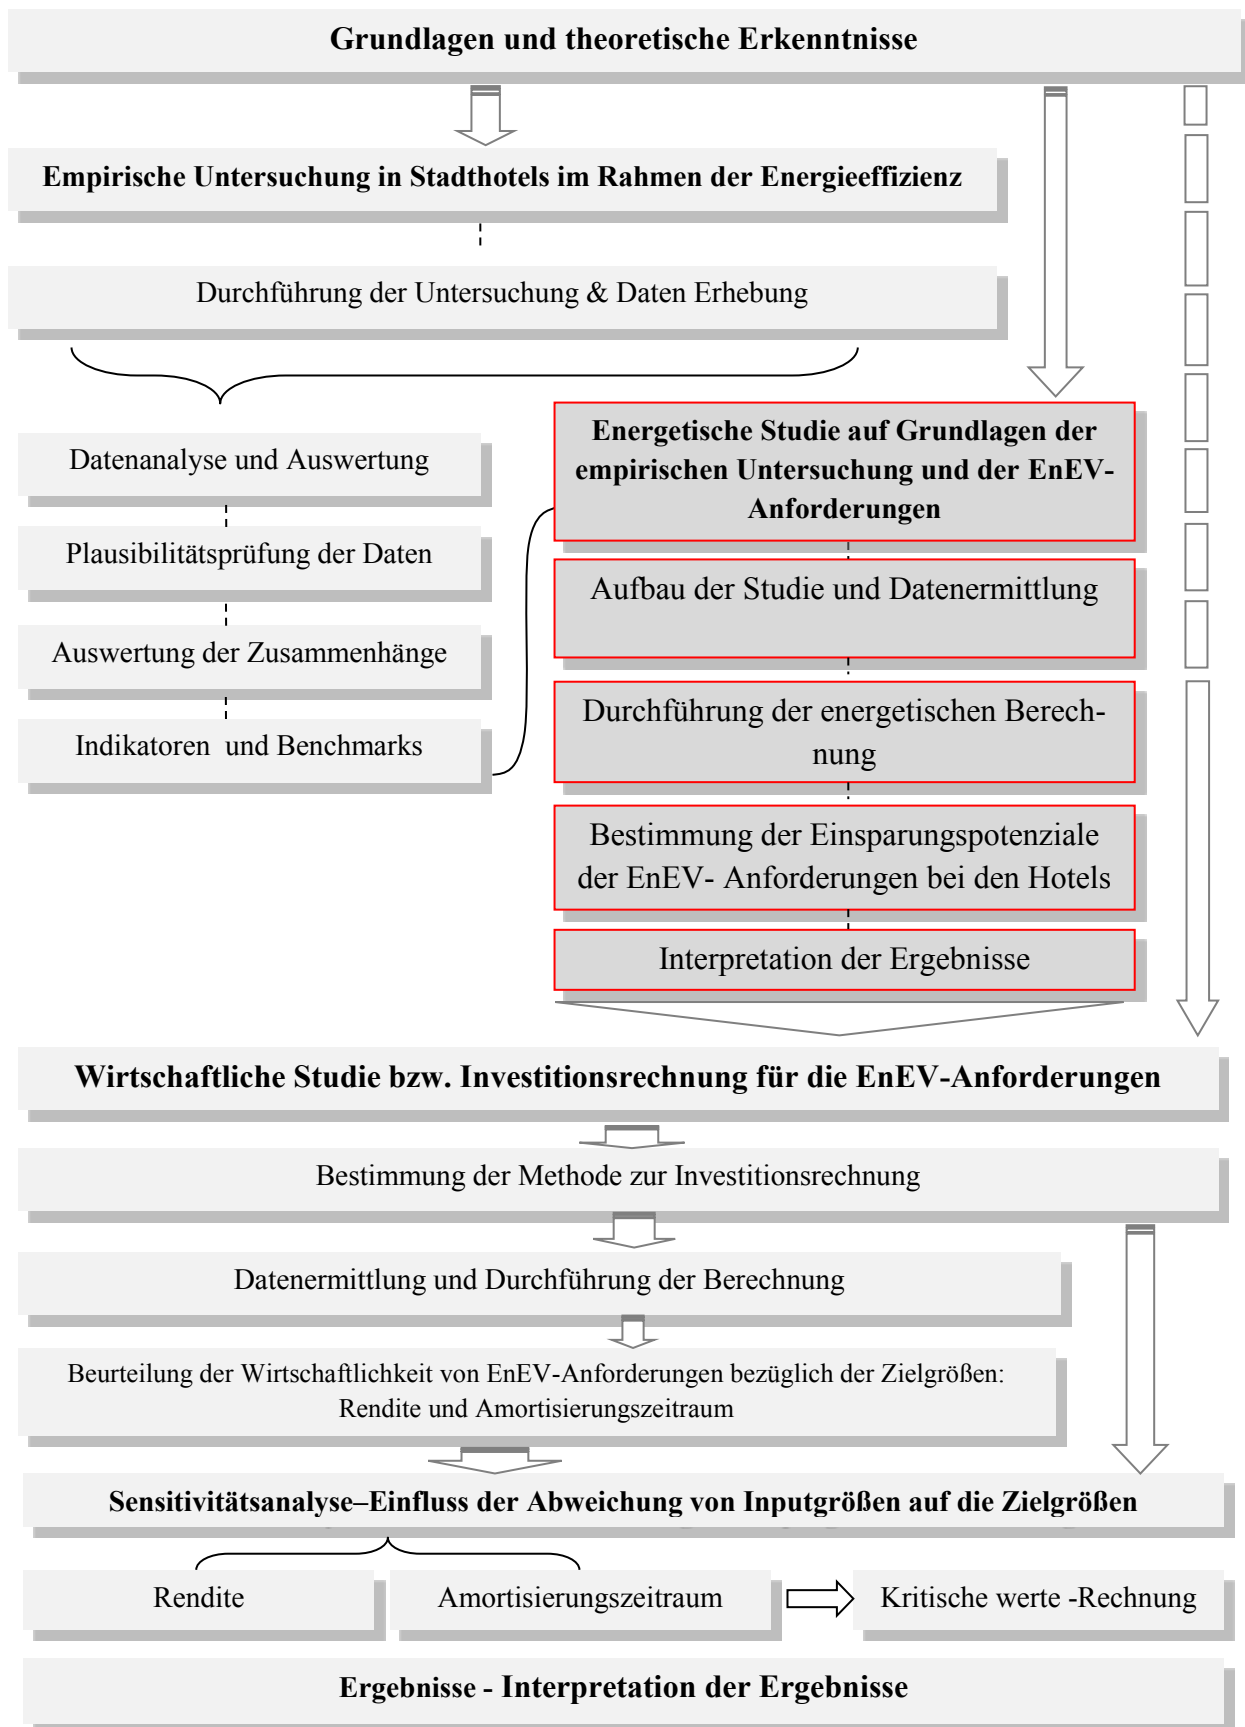 Grundlagen und theoretische Erkenntnisse
Empirische Untersuchung in Stadthotels im Rahmen der Energieeffizienz
Durchführung der Untersuchung & Daten Erhebung
Datenanalyse und Auswertung
Plausibilitätsprüfung der Daten
Auswertung der Zusammenhänge
Indikatoren und Benchmarks
Energetische Studie auf Grundlagen der
empirischen Untersuchung und der EnEV-
Anforderungen
Aufbau der Studie und Datenermittlung
Durchführung der energetischen Berech-
nung
Bestimmung der Einsparungspotenziale
der EnEV- Anforderungen bei den Hotels
Interpretation der Ergebnisse
Wirtschaftliche Studie bzw. Investitionsrechnung für die EnEV-Anforderungen
Bestimmung der Methode zur Investitionsrechnung
Datenermittlung und Durchführung der Berechnung
Beurteilung der Wirtschaftlichkeit von EnEV-Anforderungen bezüglich der Zielgrößen:
Rendite und Amortisierungszeitraum
Sensitivitätsanalyse–Einfluss der Abweichung von Inputgrößen auf die Zielgrößen
Rendite
Amortisierungszeitraum
Kritische werte -Rechnung
Ergebnisse - Interpretation der Ergebnisse